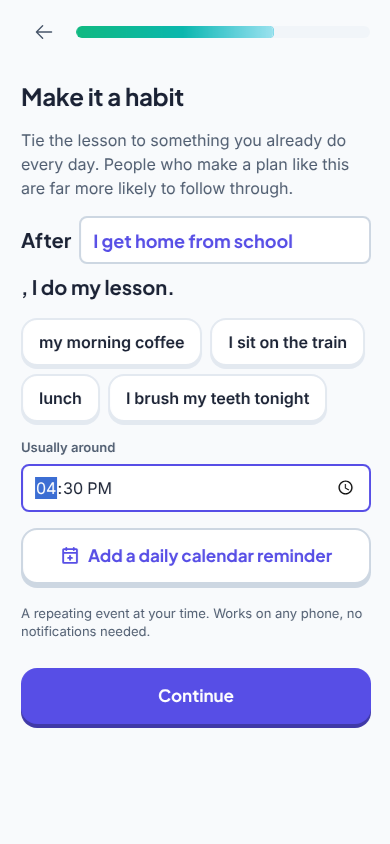 Make it a habit
Tie the lesson to something you already do
every day. People who make a plan like this
are far more likely to follow through.
After I get home from school
, I do my lesson.
my morning coffee I sit on the train
lunch I brush my teeth tonight
Usually around
04:30 PM
Add a daily calendar reminder
A repeating event at your time. Works on any phone, no
notifications needed.
Continue